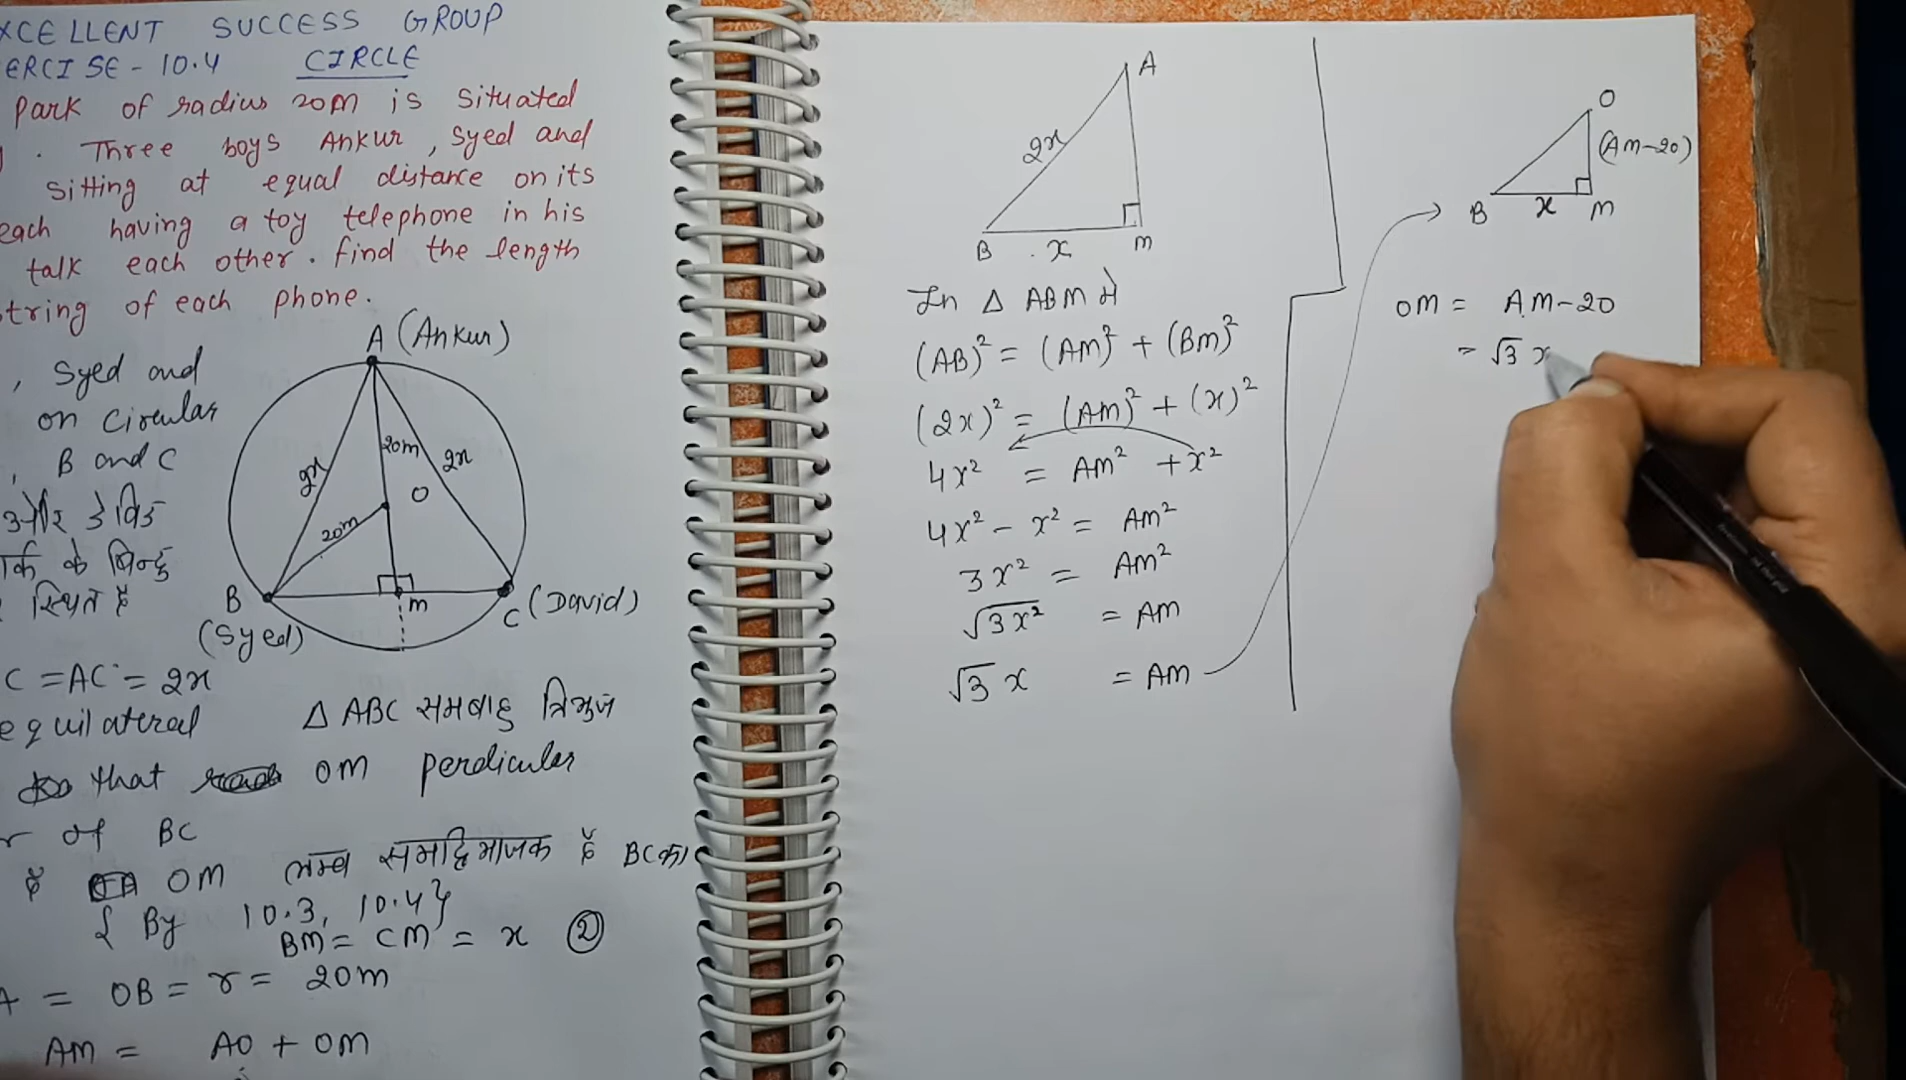 XCELLENT SUCCESS GROUP
ERCISE - 10.4 CIRCLE
Park of radius 20m is situated
. Three boys Ankur, Syed and
Sitting at equal distance on its
each having a toy telephone in his
talk each other. find the length
tring of each phone.
A (Ankur)
, Syed and
on circular
, B and C
और डेविड
र्क के बिन्दु
स्थित है
2x
20m
2x
O
20m
B
(Syed)
m
C (David)
C = AC = 2x
equilateral
Δ ABC समबाहु त्रिभुज
that OM perdicular
r of BC
है OM लम्ब समद्विभाजक है BC का
{ By 10.3, 10.4}
BM = CM = x ②
A = OB = r = 20m
AM = AO + OM
A
2x
B
x
m
In Δ ABM में
(AB)² = (AM)² + (BM)²
(2x)² = (AM)² + (x)²
4x² = AM² + x²
4x² - x² = AM²
3x² = AM²
√3x² = AM
√3 x = AM
O
(AM-20)
B
x
M
OM = AM-20
= √3 x